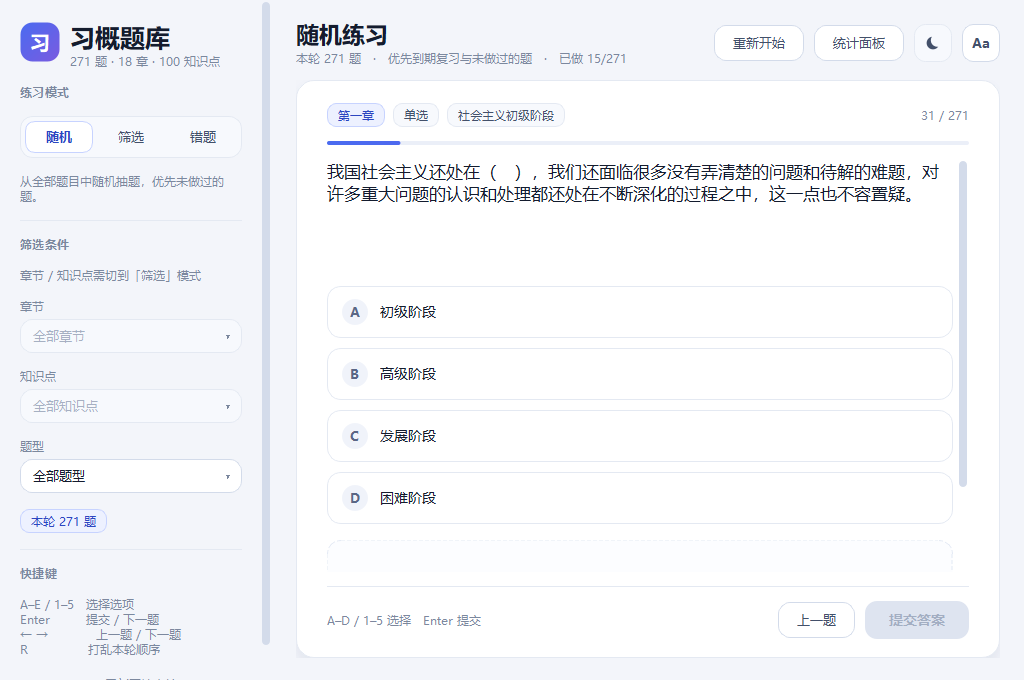 习
习概题库
271 题 · 18 章 · 100 知识点
练习模式
随机 筛选 错题
从全部题目中随机抽题，优先未做过的
题。
筛选条件
章节 / 知识点需切到「筛选」模式
章节
全部章节
知识点
全部知识点
题型
全部题型
本轮 271 题
快捷键
A–E / 1–5 选择选项
Enter 提交 / 下一题
← → 上一题 / 下一题
R 打乱本轮顺序
随机练习
本轮 271 题 · 优先到期复习与未做过的题 · 已做 15/271
重新开始 统计面板 Aa
第一章 单选 社会主义初级阶段 31 / 271
我国社会主义还处在（ ），我们还面临很多没有弄清楚的问题和待解的难题，对
许多重大问题的认识和处理都还处在不断深化的过程之中，这一点也不容置疑。
A 初级阶段
B 高级阶段
C 发展阶段
D 困难阶段
A–D / 1–5 选择 Enter 提交 上一题 提交答案